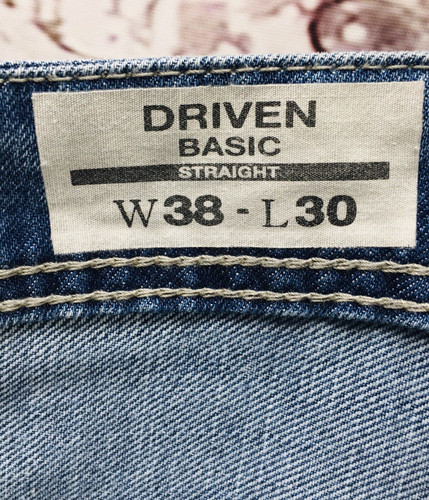 DRIVEN
BASIC
STRAIGHT
W38 - L30